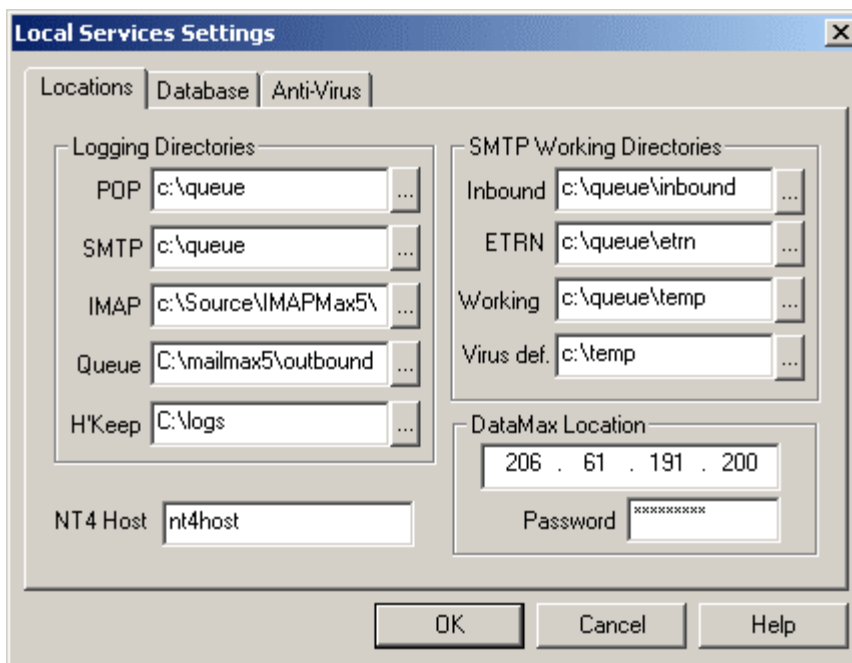 Local Services Settings
Locations Database Anti-Virus
Logging Directories
POP c:\queue ...
SMTP c:\queue ...
IMAP c:\Source\IMAPMax5\ ...
Queue C:\mailmax5\outbound ...
H'Keep C:\logs ...
NT4 Host nt4host
SMTP Working Directories
Inbound c:\queue\inbound ...
ETRN c:\queue\etrn ...
Working c:\queue\temp ...
Virus def. c:\temp ...
DataMax Location
206 . 61 . 191 . 200
Password *********
OK Cancel Help